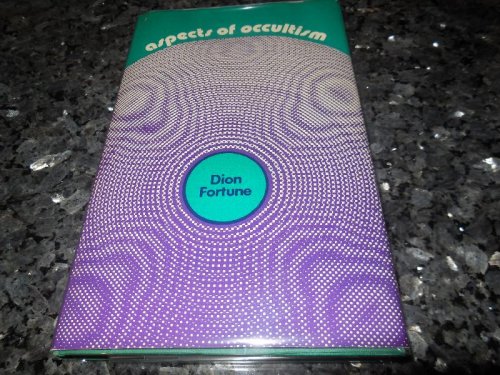 aspects of occultism
Dion
Fortune